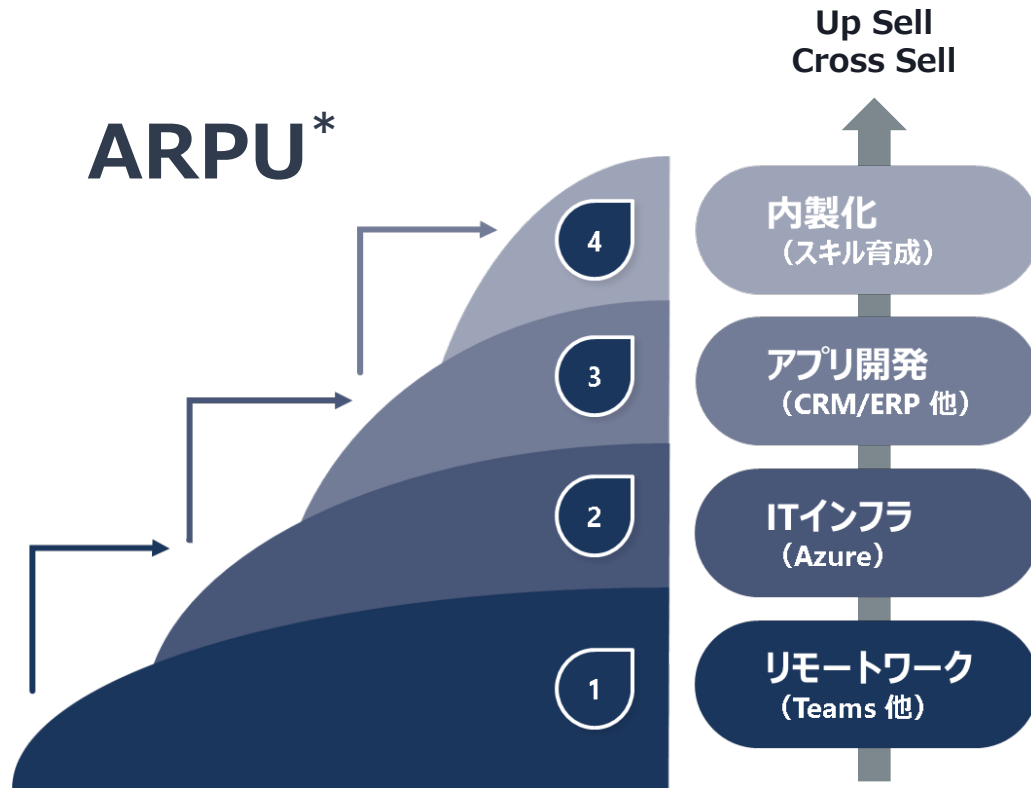 Up Sell
Cross Sell
ARPU*
4
内製化
（スキル育成）
3
アプリ開発
（CRM/ERP 他）
2
ITインフラ
（Azure）
1
リモートワーク
（Teams 他）